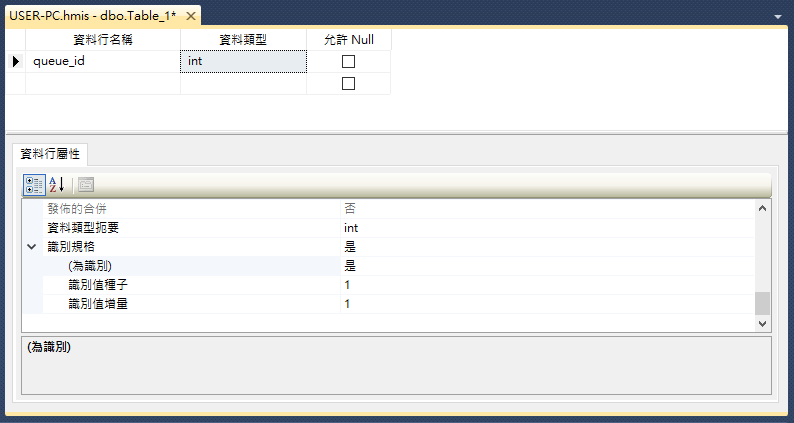 USER-PC.hmis - dbo.Table_1*
資料行名稱 資料類型 允許 Null
queue_id int
資料行屬性
發佈的合併 否
資料類型扼要 int
識別規格 是
(為識別) 是
識別值種子 1
識別值增量 1
(為識別)